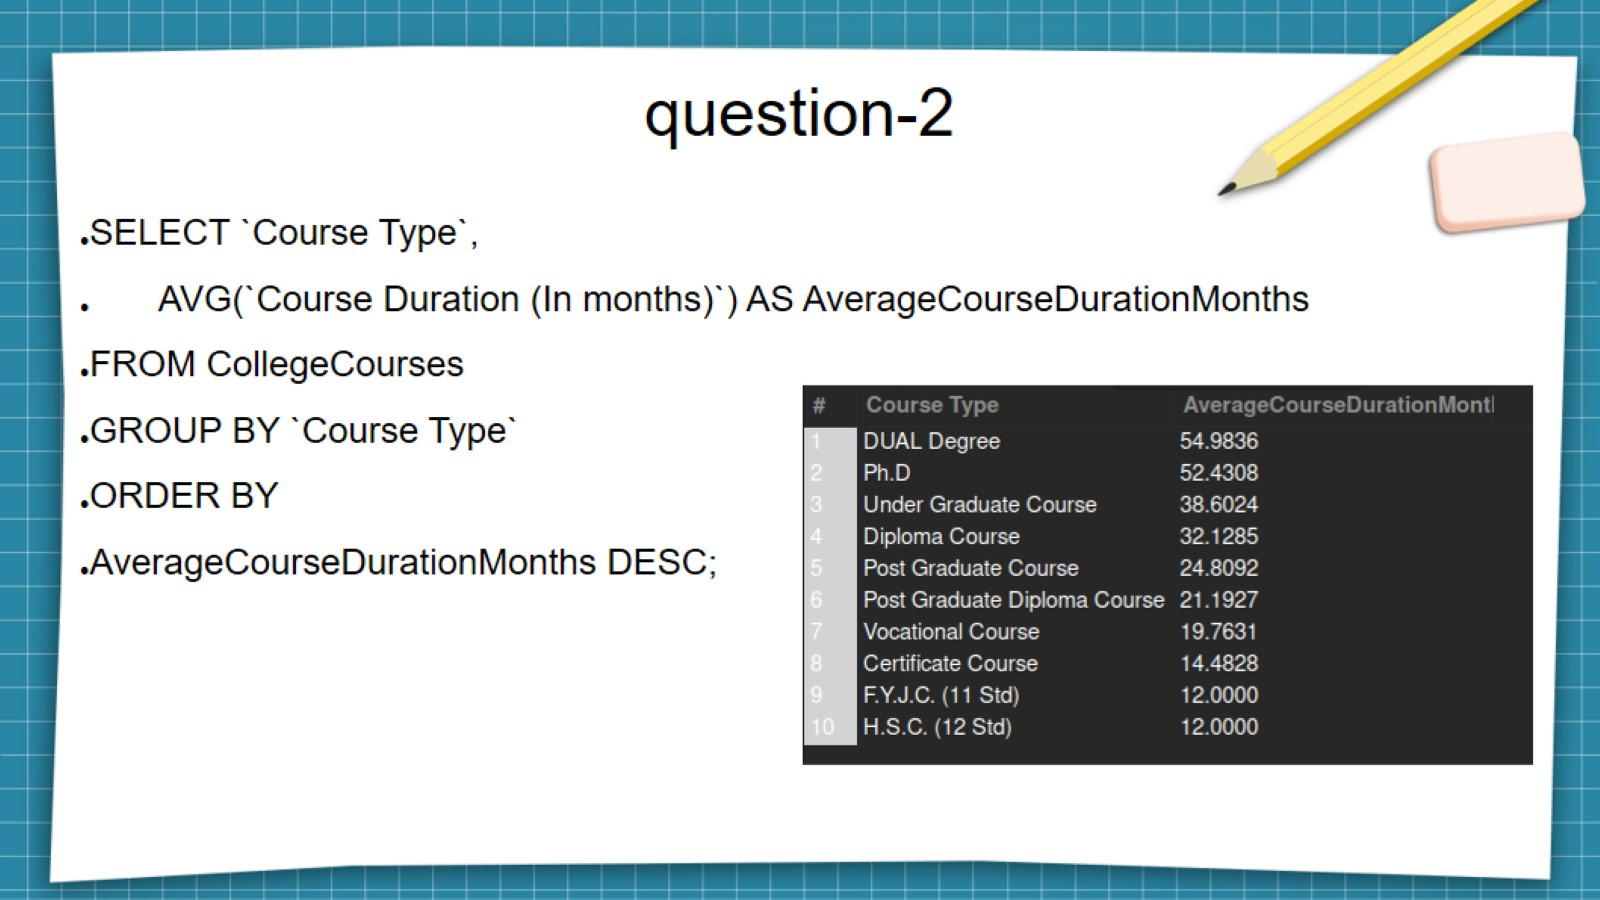 question-2
.SELECT `Course Type`,
. AVG(`Course Duration (In months)`) AS AverageCourseDurationMonths
.FROM CollegeCourses
.GROUP BY `Course Type`
.ORDER BY
.AverageCourseDurationMonths DESC;
# Course Type AverageCourseDurationMont
1 DUAL Degree 54.9836
2 Ph.D 52.4308
3 Under Graduate Course 38.6024
4 Diploma Course 32.1285
5 Post Graduate Course 24.8092
6 Post Graduate Diploma Course 21.1927
7 Vocational Course 19.7631
8 Certificate Course 14.4828
9 F.Y.J.C. (11 Std) 12.0000
10 H.S.C. (12 Std) 12.0000